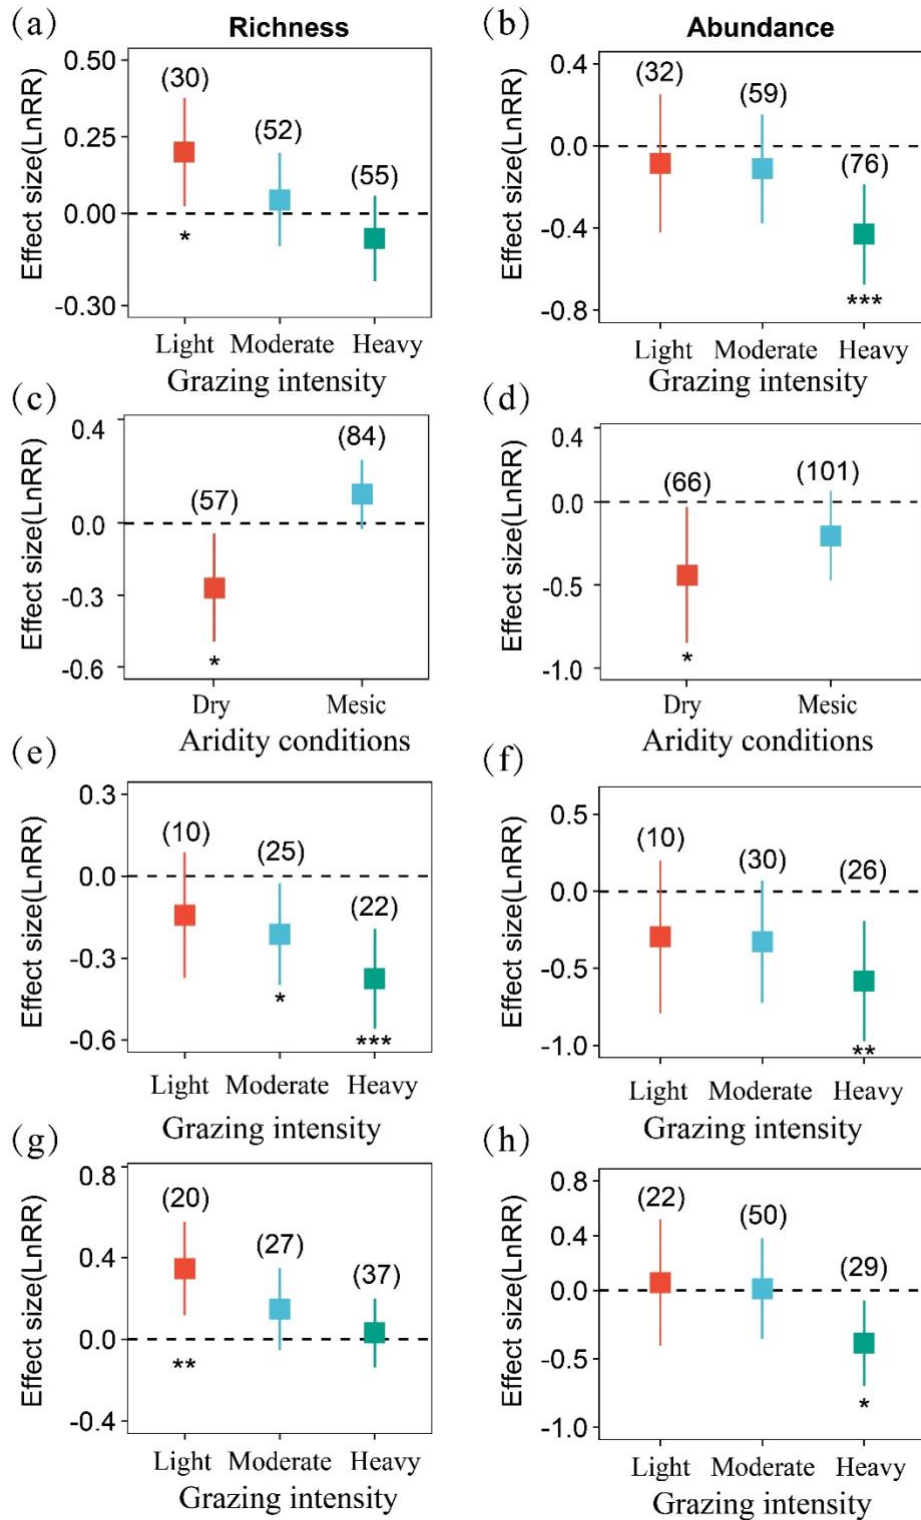 (a)
Richness
Effect size(LnRR)
0.50
0.25
0.00
-0.30
(30)
(52)
(55)
*
Light Moderate Heavy
Grazing intensity
(b)
Abundance
Effect size(LnRR)
0.4
0.0
-0.4
-0.8
(32)
(59)
(76)
***
Light Moderate Heavy
Grazing intensity
(c)
Effect size(LnRR)
0.4
0.0
-0.3
-0.6
(57)
(84)
*
Dry Mesic
Aridity conditions
(d)
Effect size(LnRR)
0.4
0.0
-0.5
-1.0
(66)
(101)
*
Dry Mesic
Aridity conditions
(e)
Effect size(LnRR)
0.3
0.0
-0.3
-0.6
(10)
(25)
(22)
*
***
Light Moderate Heavy
Grazing intensity
(f)
Effect size(LnRR)
0.5
0.0
-0.5
-1.0
(10)
(30)
(26)
**
Light Moderate Heavy
Grazing intensity
(g)
Effect size(LnRR)
0.8
0.4
0.0
-0.4
(20)
(27)
(37)
**
Light Moderate Heavy
Grazing intensity
(h)
Effect size(LnRR)
0.8
0.0
-0.5
-1.0
(22)
(50)
(29)
*
Light Moderate Heavy
Grazing intensity